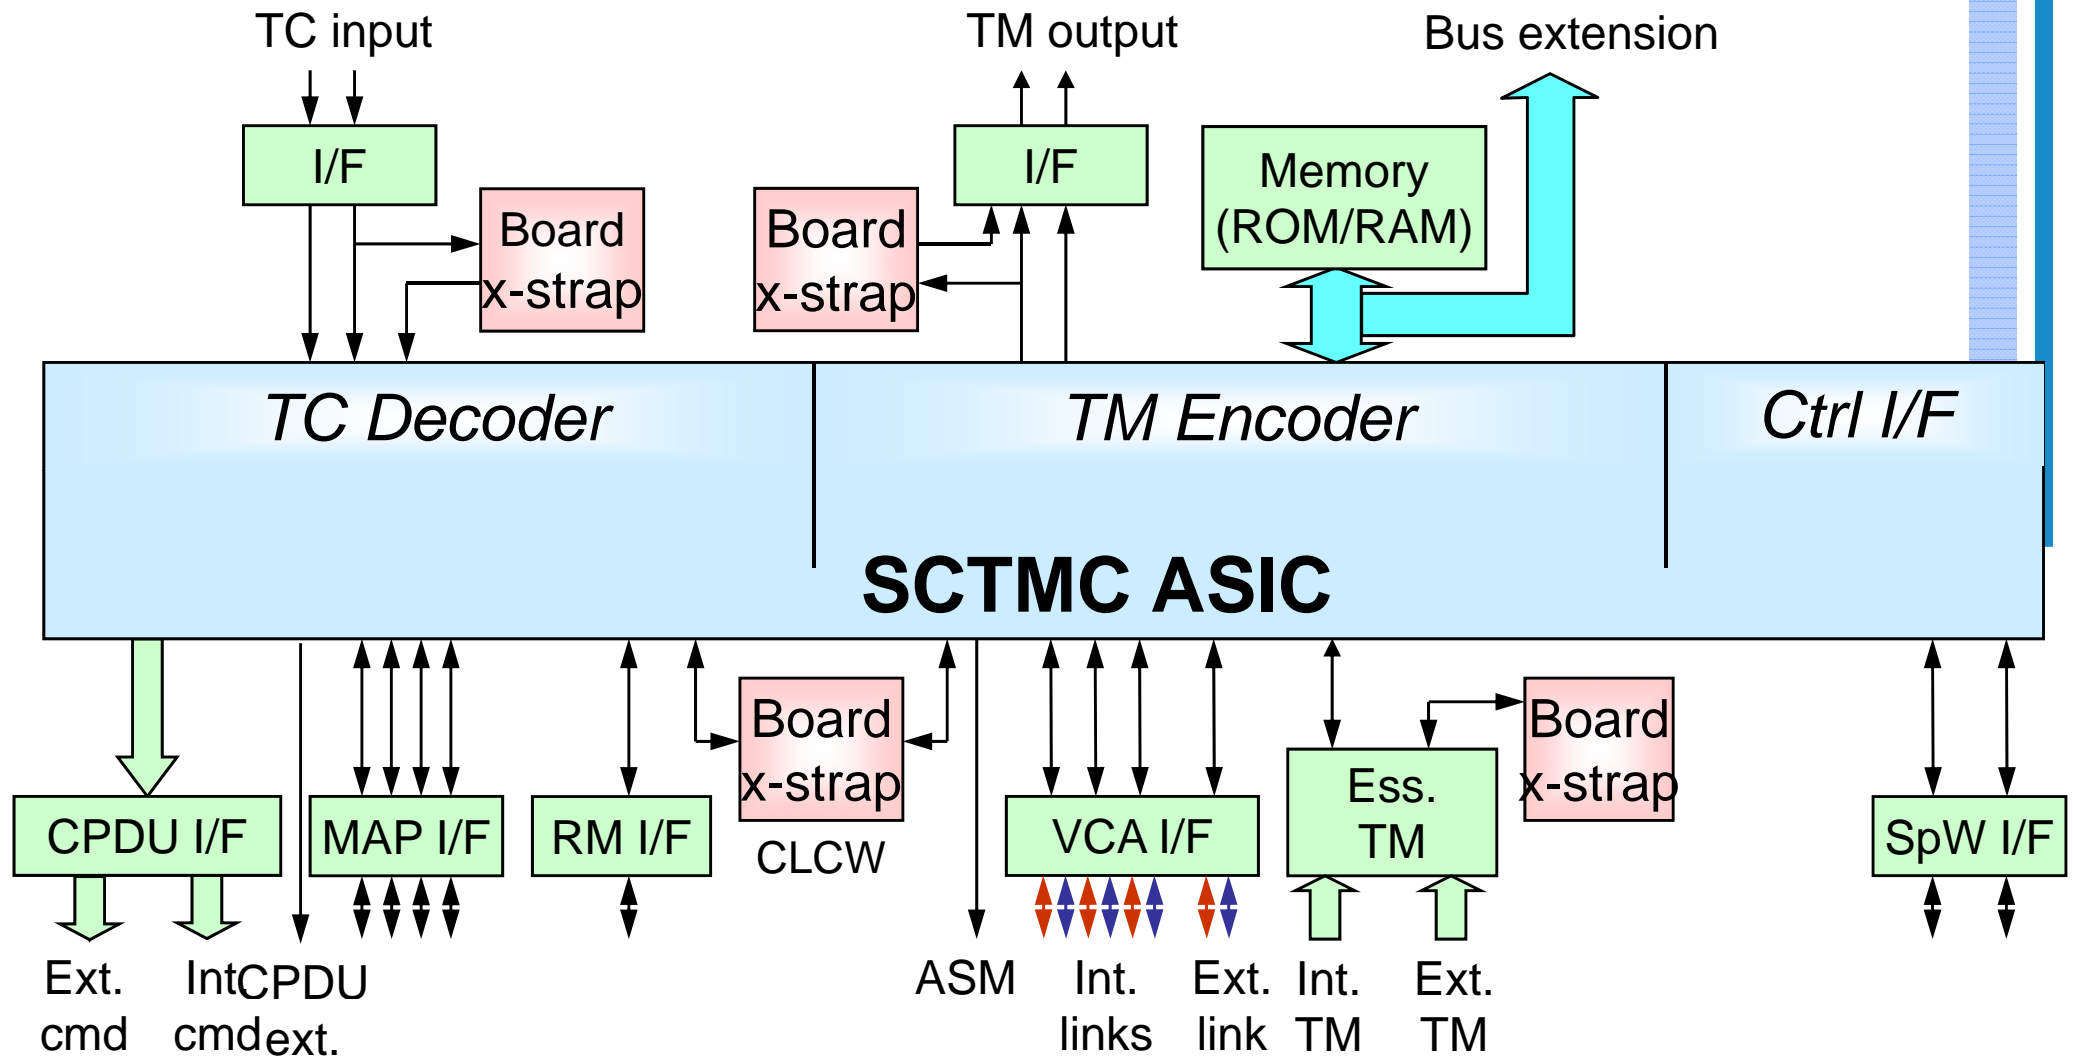 TC input
TM output
Bus extension
I/F
I/F
Memory
(ROM/RAM)
Board
x-strap
Board
x-strap
TC Decoder
TM Encoder
Ctrl I/F
SCTMC ASIC
Board
x-strap
CLCW
Board
x-strap
Ess.
TM
CPDU I/F
MAP I/F
RM I/F
VCA I/F
SpW I/F
Ext.
cmd
Int.
cmd
CPDU
ext.
ASM
Int.
links
Ext.
link
Int.
TM
Ext.
TM